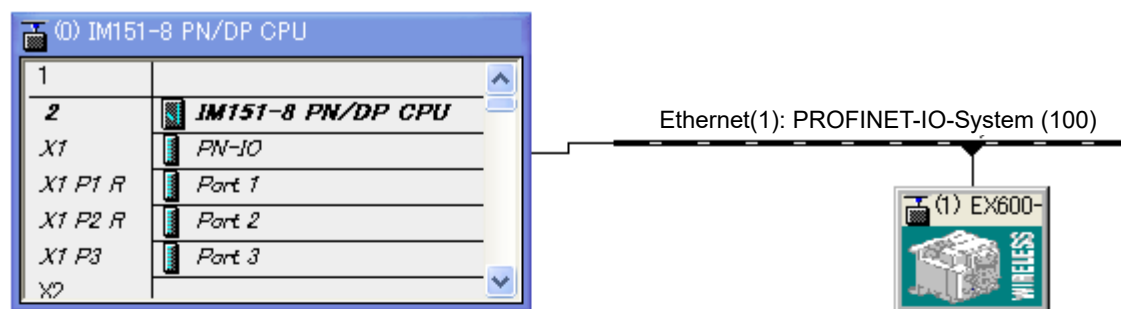 (0) IM151-8 PN/DP CPU
1
2 IM151-8 PN/DP CPU
X1 PN-IO
X1 P1 R Port 1
X1 P2 R Port 2
X1 P3 Port 3
X2
Ethernet(1): PROFINET-IO-System (100)
(1) EX600-
WIRELESS